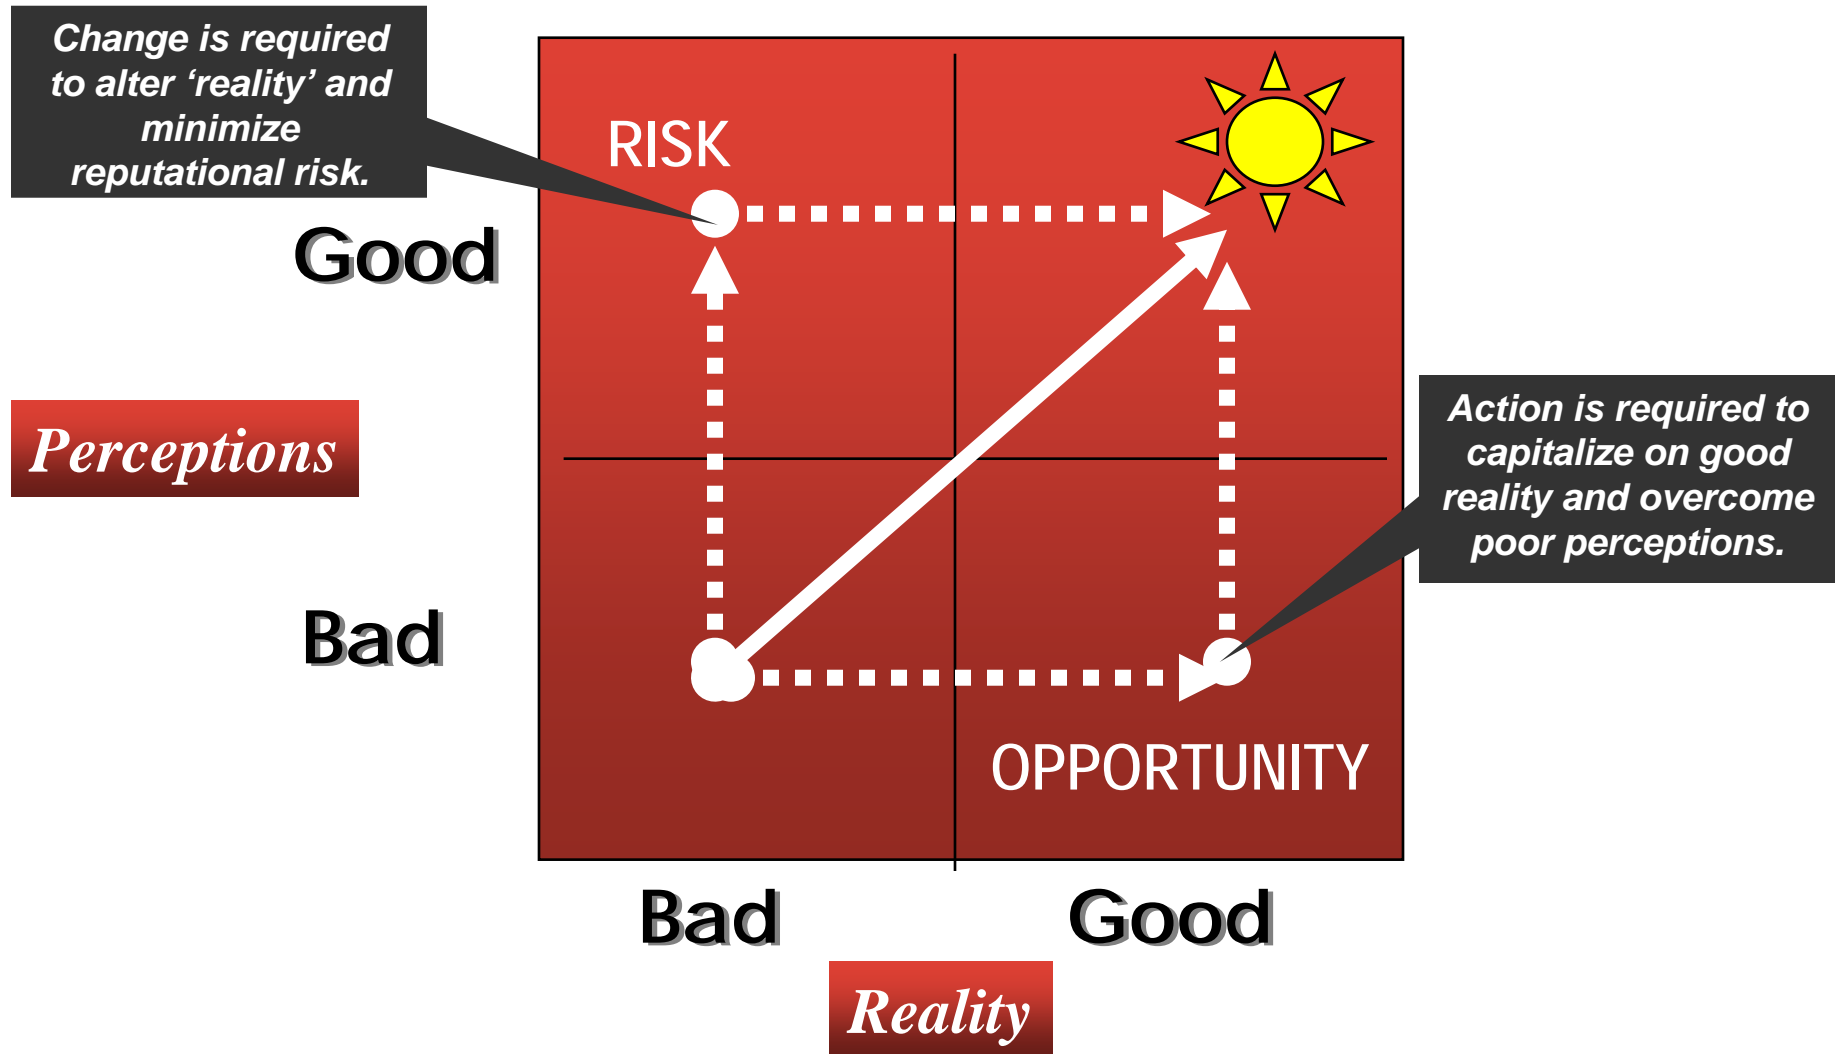 Change is required
to alter ‘reality’ and
minimize
reputational risk.
RISK
Good
Perceptions
Action is required to
capitalize on good
reality and overcome
poor perceptions.
Bad
OPPORTUNITY
Bad
Good
Reality